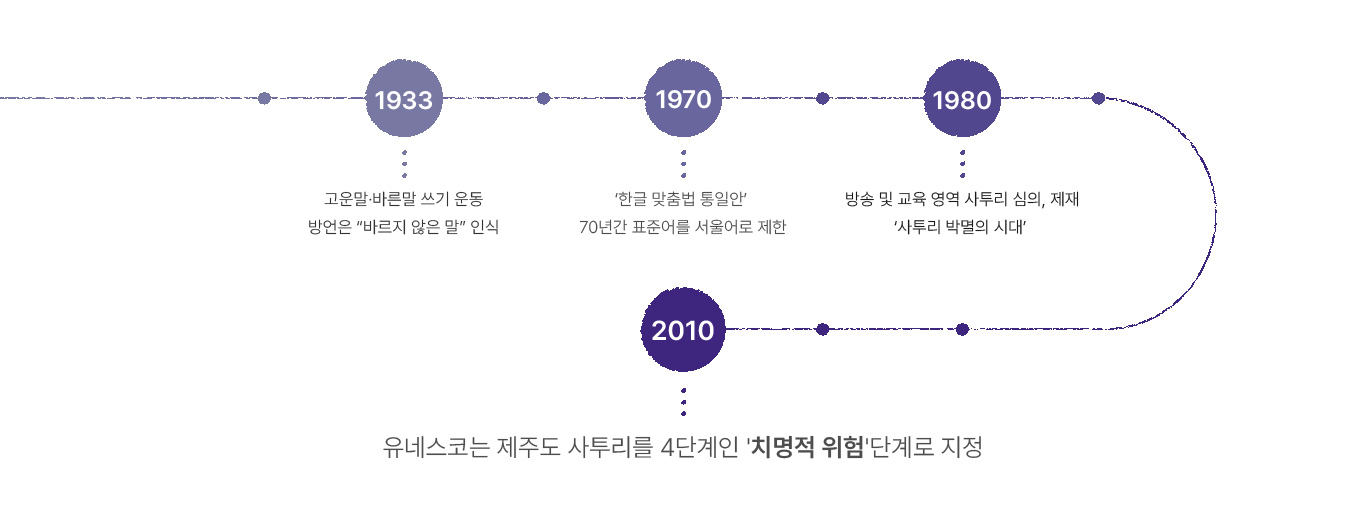 1933
고운말·바른말 쓰기 운동
방언은 “바르지 않은 말” 인식
1970
‘한글 맞춤법 통일안’
70년간 표준어를 서울어로 제한
1980
방송 및 교육 영역 사투리 심의, 제재
‘사투리 박멸의 시대’
2010
유네스코는 제주도 사투리를 4단계인 '치명적 위험'단계로 지정